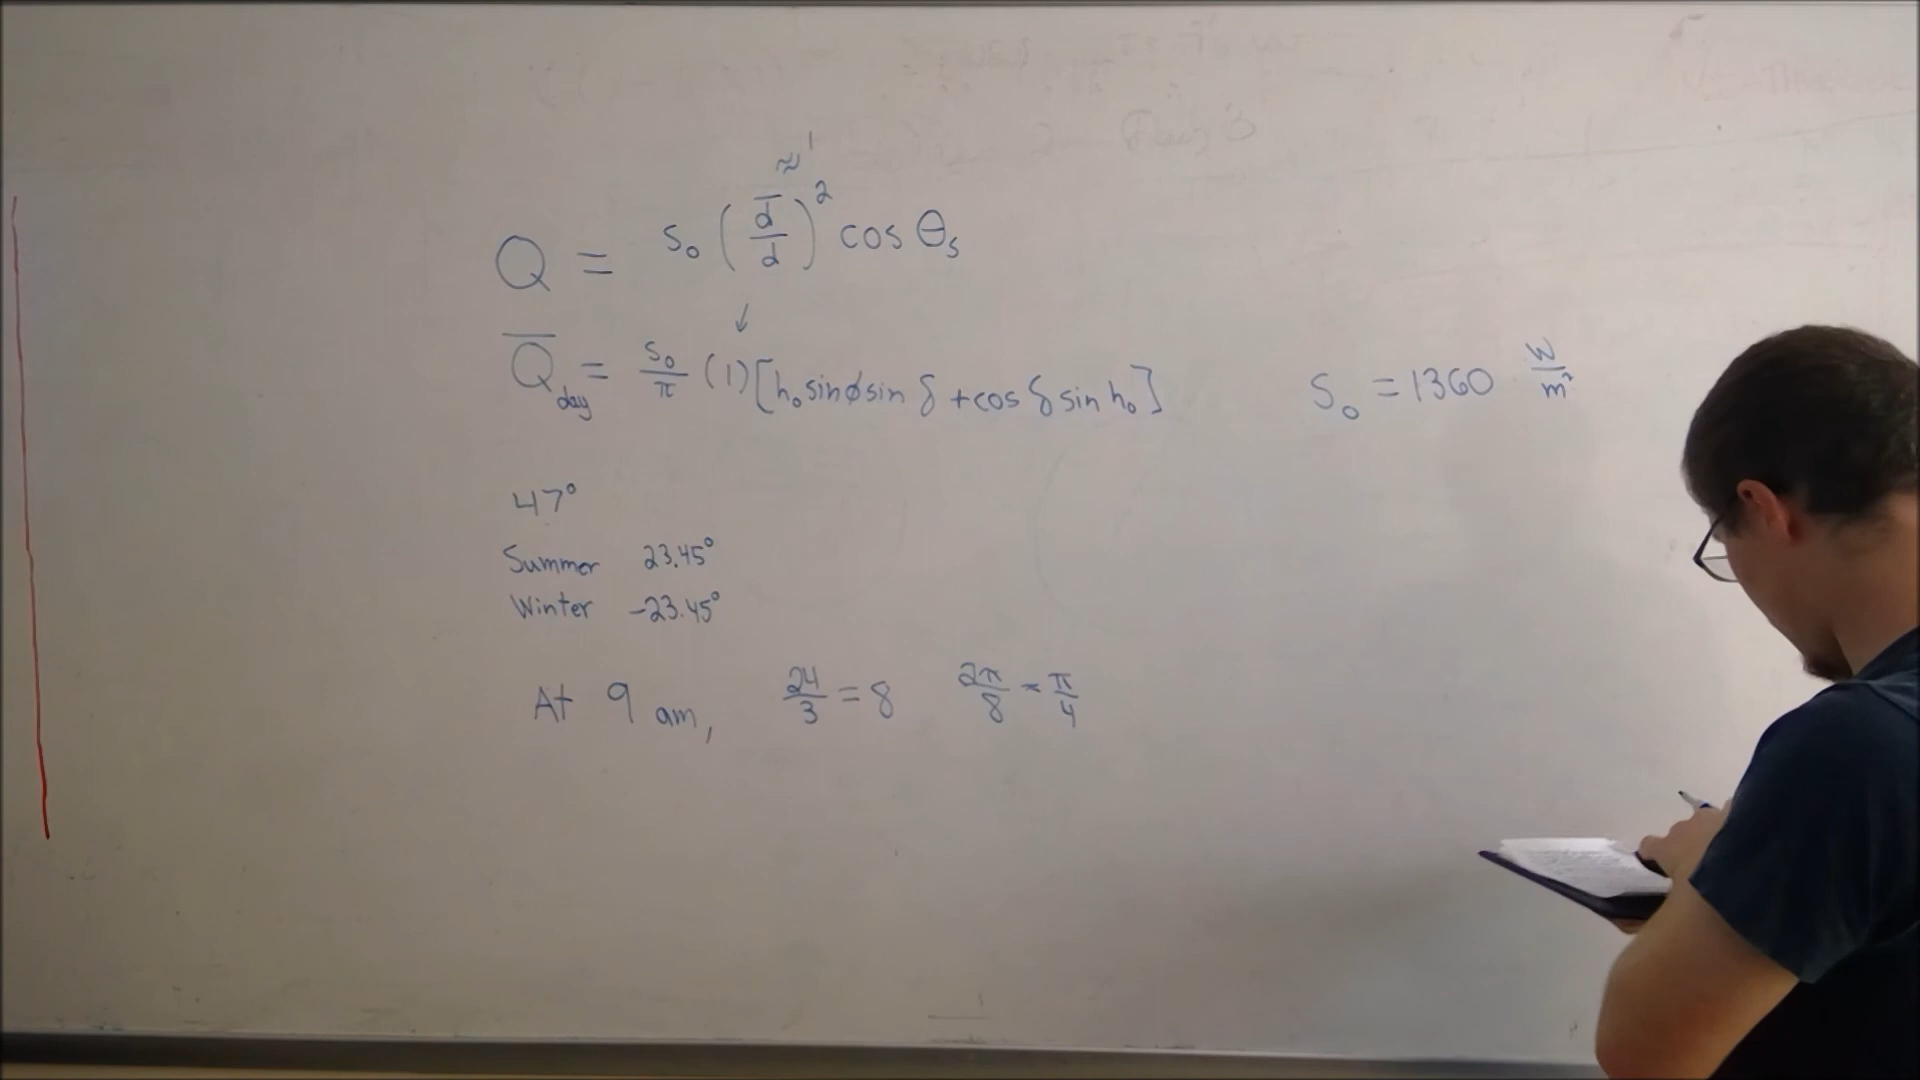 ≈ 1
Q = S₀ (d̄/d)² cos θₛ
↓
Q̄ day = S₀/π (1) [h₀ sin ϕ sin δ + cos δ sin h₀]
S₀ = 1360 W/m²
47°
Summer 23.45°
Winter -23.45°
At 9 am, 24/3 = 8 2π/8 = π/4